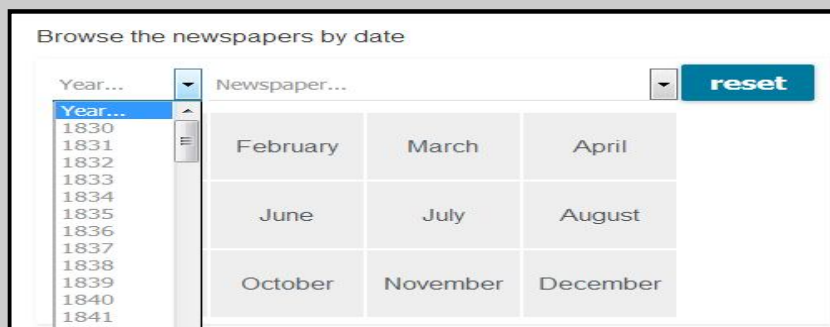 Browse the newspapers by date
Year... Newspaper... reset
Year...
1830
1831
1832
1833
1834
1835
1836
1837
1838
1839
1840
1841
February March April
June July August
October November December